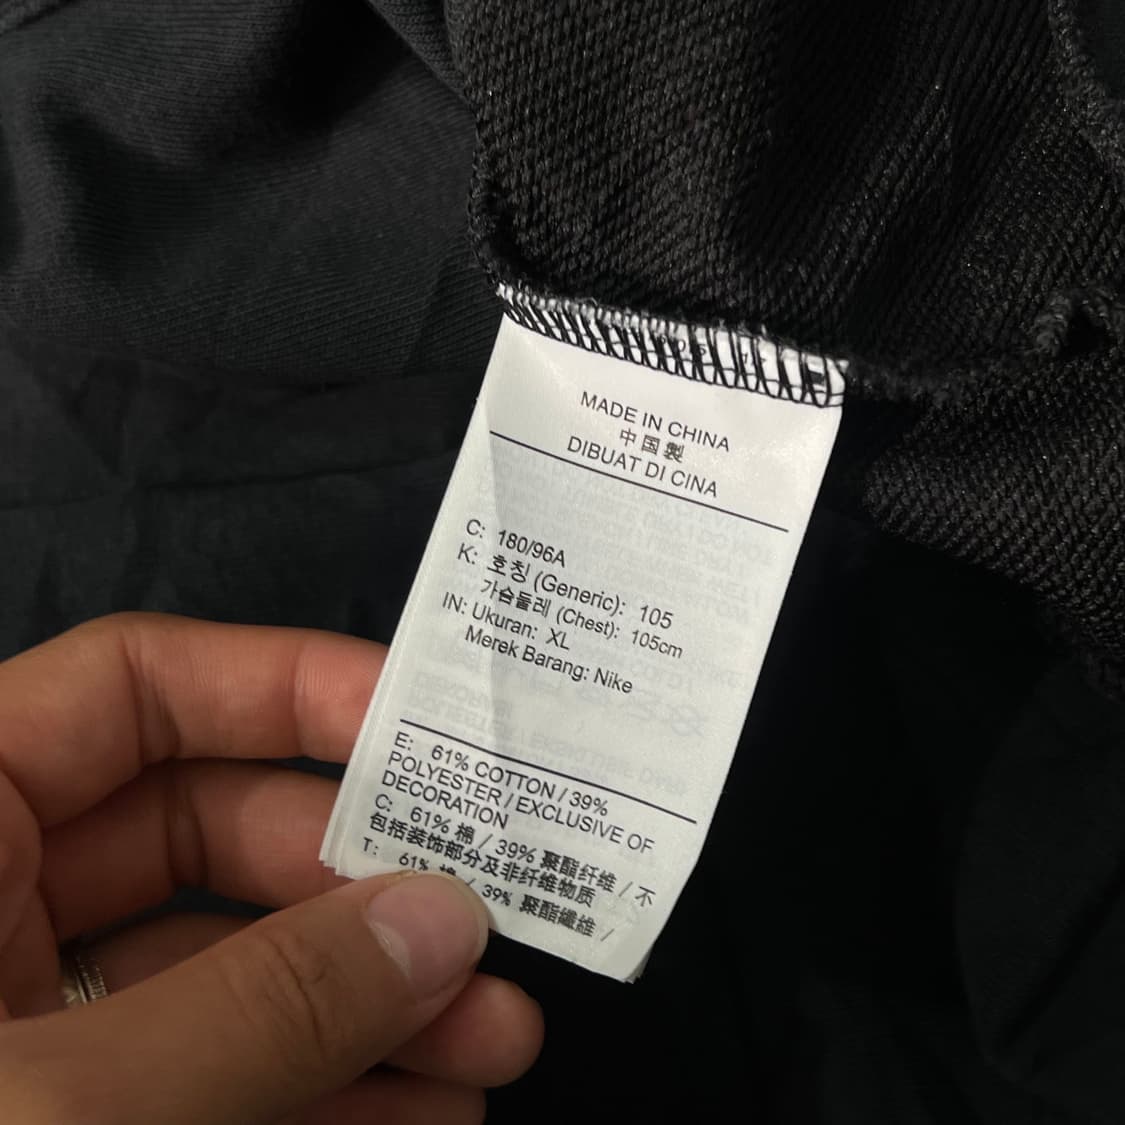 MADE IN CHINA
中国製
DIBUAT DI CINA
C: 180/96A
K: 호칭 (Generic): 105
가슴둘레 (Chest): 105cm
IN: Ukuran: XL
Merek Barang: Nike
E: 61% COTTON / 39%
POLYESTER / EXCLUSIVE OF
DECORATION
C: 61% 棉 / 39% 聚酯纤维 / 不
包括装饰部分及非纤维物质
T: 61% 棉 / 39% 聚酯纖維 /